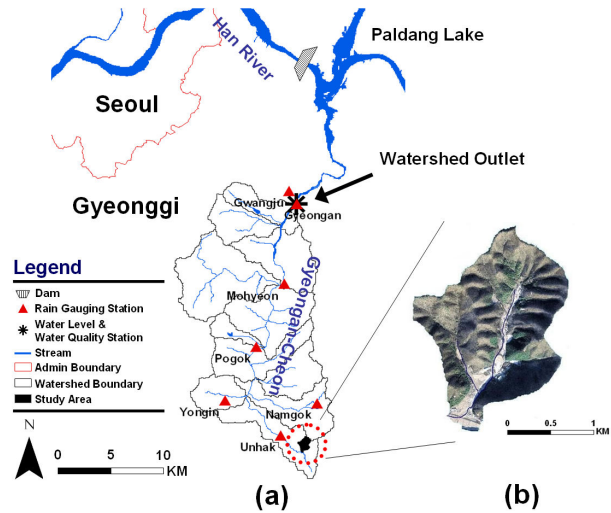 Paldang Lake
Han River
Seoul
Watershed Outlet
Gwangju
Gyeongan
Gyeonggi
Gyeongan-Cheon
Legend
Dam
Rain Gauging Station
Water Level &
Water Quality Station
Stream
Admin Boundary
Watershed Boundary
Study Area
Mohyeon
Pogok
Yongin
Namgok
Unhak
N
0 5 10
KM
0 0.5 1
KM
(a)
(b)